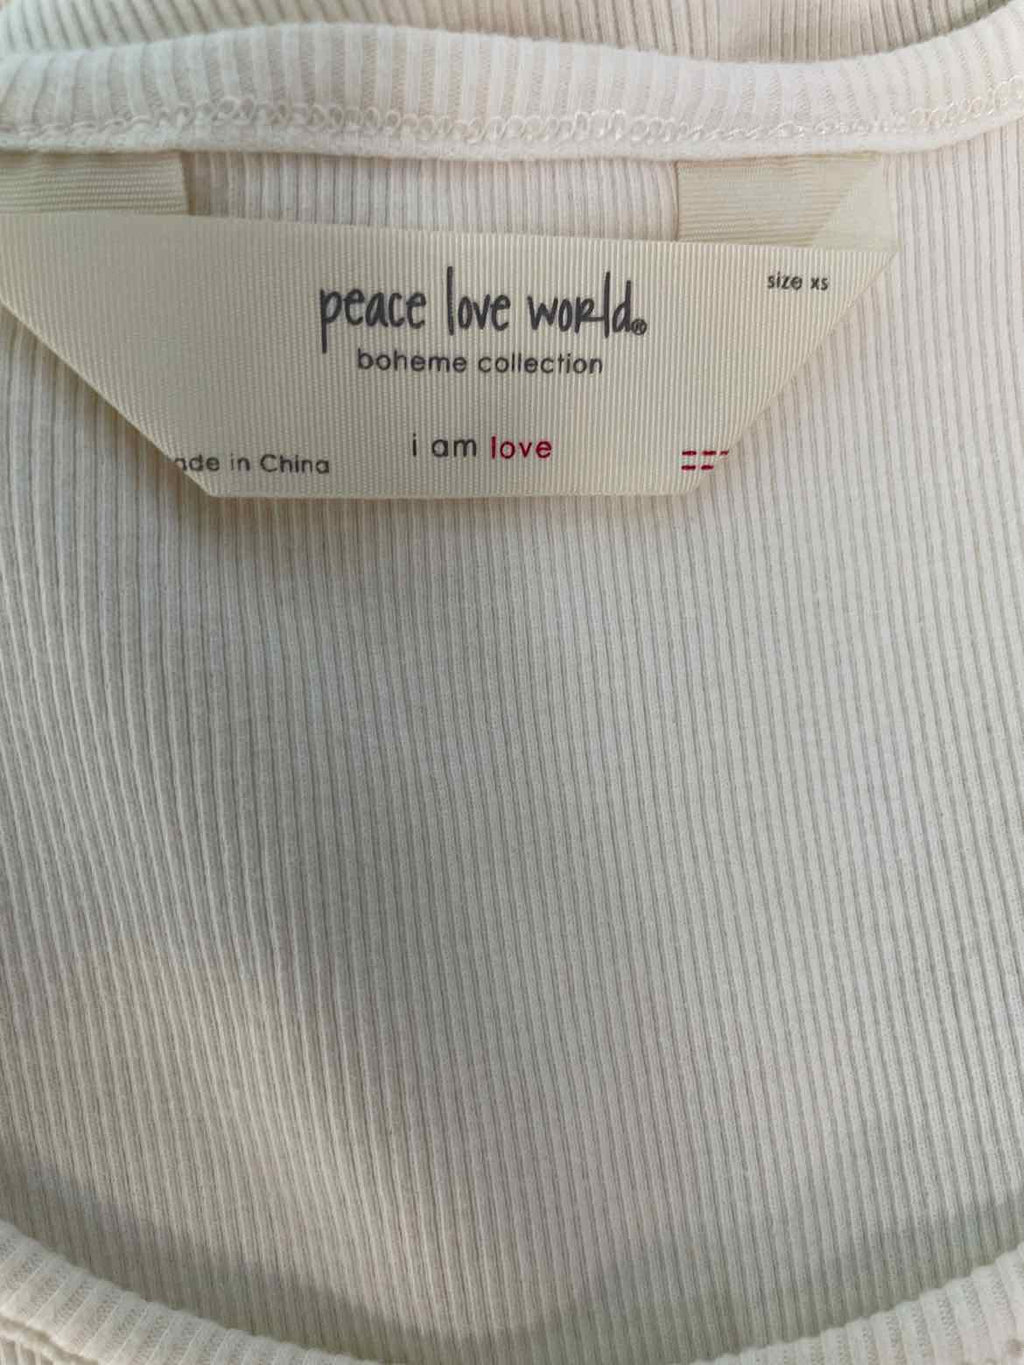 size xs
peace love world®
boheme collection
i am love
ade in China